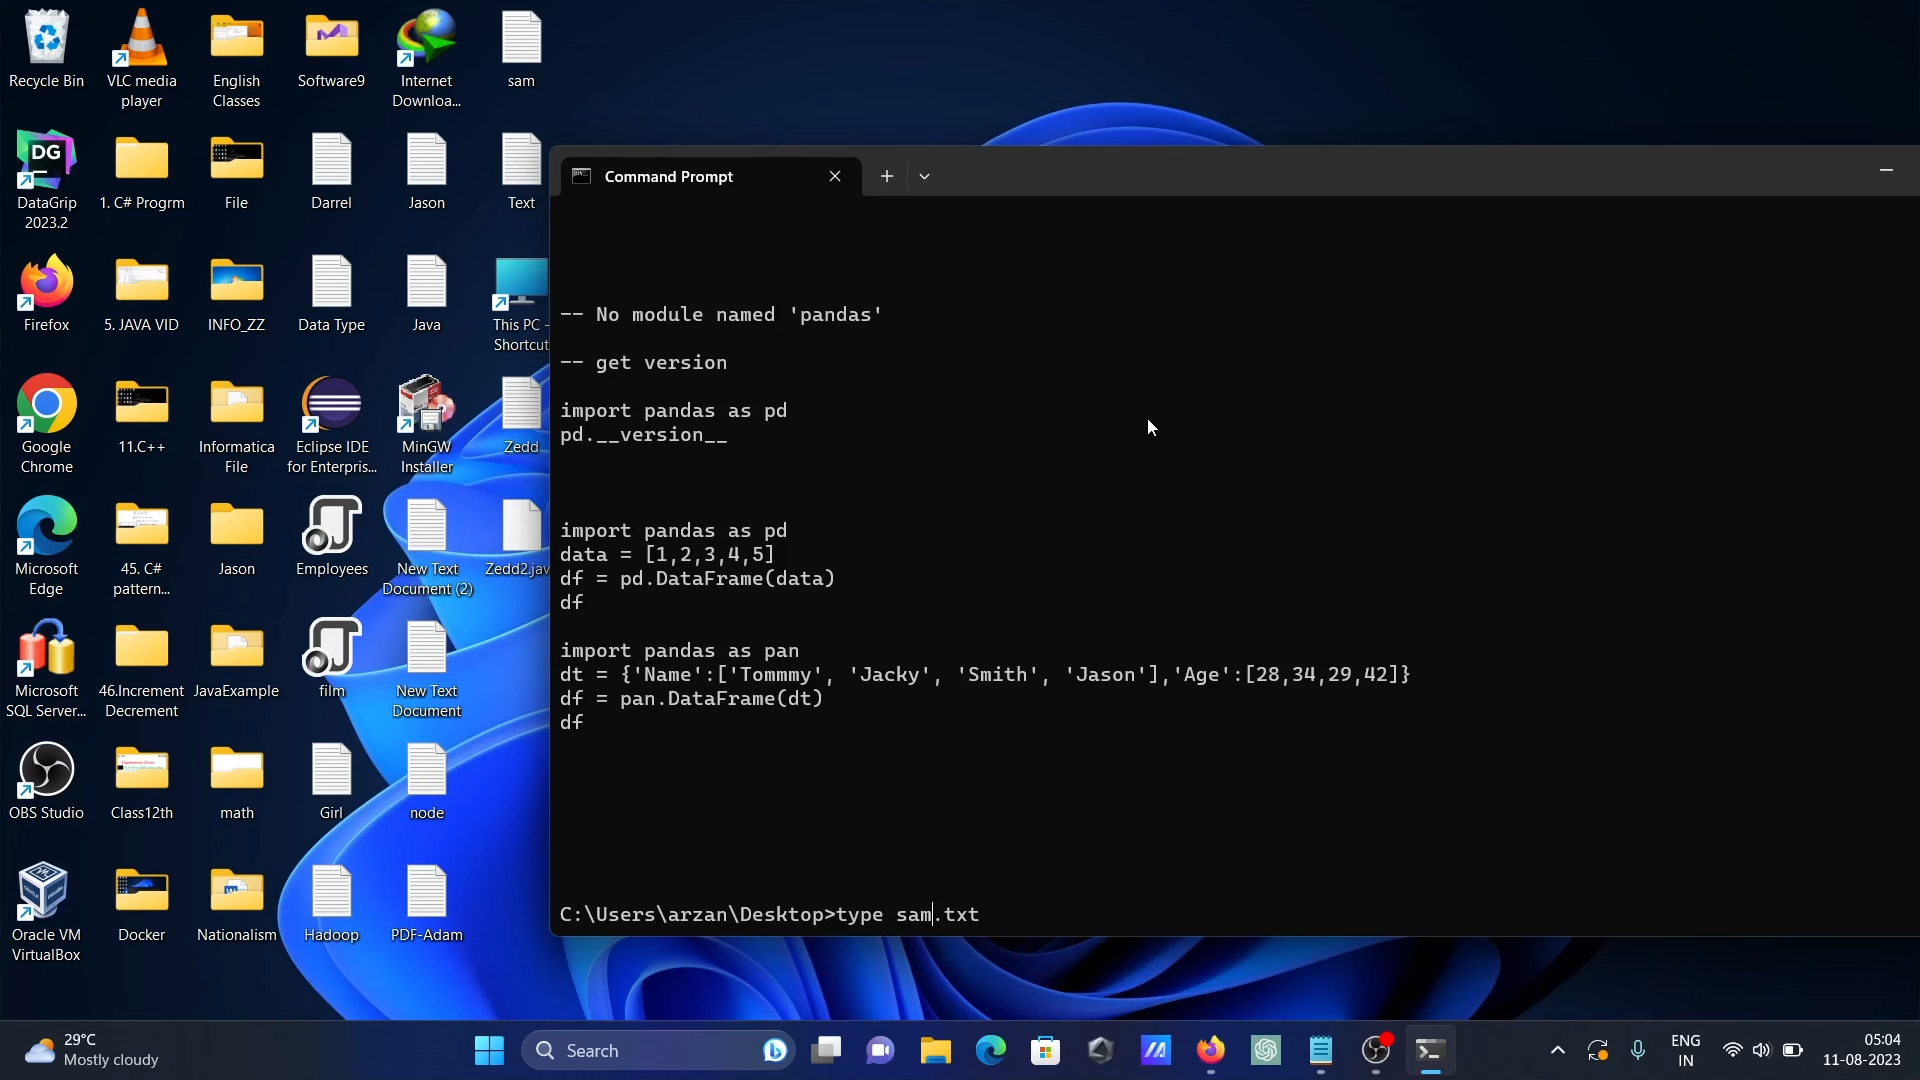 Recycle Bin
VLC media
player
English
Classes
Software9
Internet
Downloa...
sam
DG
DataGrip
2023.2
1. C# Progrm
File
Darrel
Jason
Text
Firefox
5. JAVA VID
INFO_ZZ
Data Type
Java
This PC -
Shortcut
Google
Chrome
11.C++
Informatica
File
Eclipse IDE
for Enterpris...
MinGW
Installer
Zedd
Microsoft
Edge
45. C#
pattern...
Jason
Employees
New Text
Document (2)
Zedd2.jav
Microsoft
SQL Server...
46.Increment
Decrement
JavaExample
film
New Text
Document
OBS Studio
Class12th
math
Girl
node
Oracle VM
VirtualBox
Docker
Nationalism
Hadoop
PDF-Adam
Command Prompt
-- No module named 'pandas'
-- get version
import pandas as pd
pd.__version__
import pandas as pd
data = [1,2,3,4,5]
df = pd.DataFrame(data)
df
import pandas as pan
dt = {'Name':['Tommmy', 'Jacky', 'Smith', 'Jason'],'Age':[28,34,29,42]}
df = pan.DataFrame(dt)
df
C:\Users\arzan\Desktop>type sam.txt
29°C
Mostly cloudy
Search
ENG
IN
05:04
11-08-2023